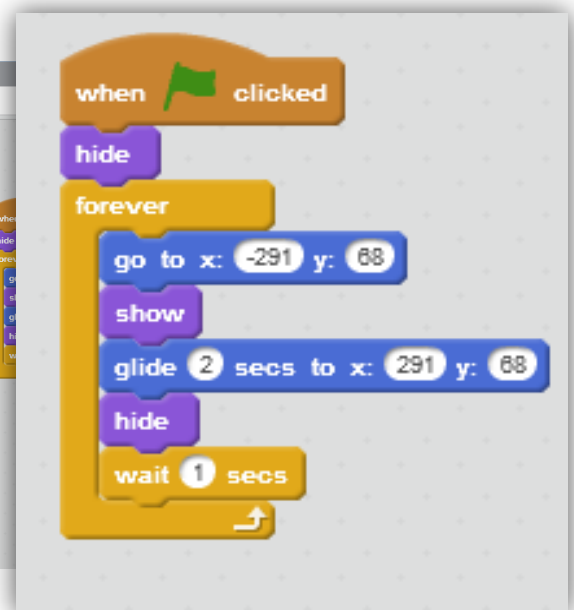 when clicked
hide
forever
go to x: -291 y: 68
show
glide 2 secs to x: 291 y: 68
hide
wait 1 secs